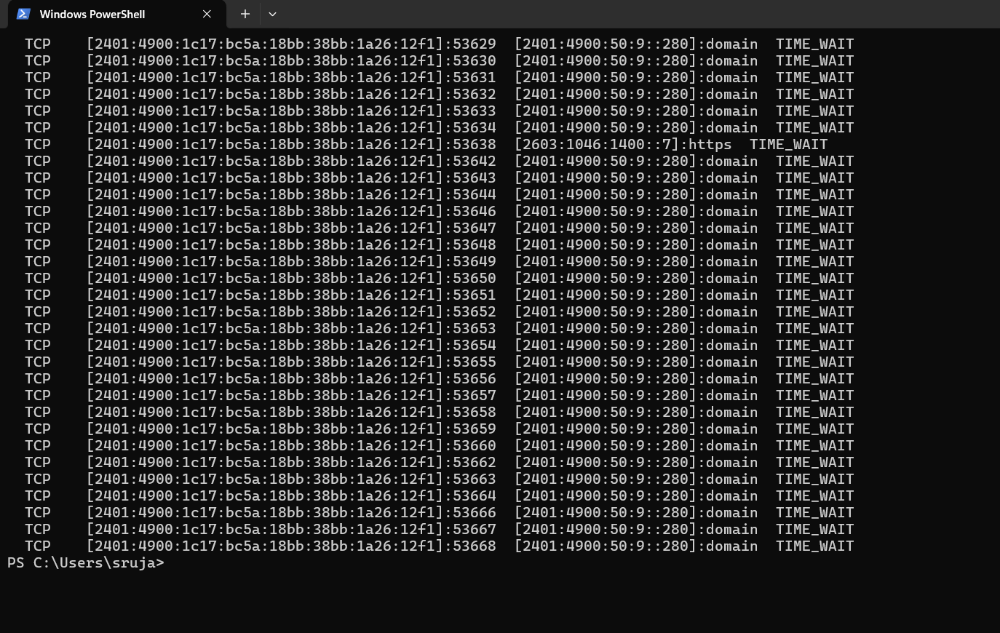 Windows PowerShell
TCP [2401:4900:1c17:bc5a:18bb:38bb:1a26:12f1]:53629 [2401:4900:50:9::280]:domain TIME_WAIT
TCP [2401:4900:1c17:bc5a:18bb:38bb:1a26:12f1]:53630 [2401:4900:50:9::280]:domain TIME_WAIT
TCP [2401:4900:1c17:bc5a:18bb:38bb:1a26:12f1]:53631 [2401:4900:50:9::280]:domain TIME_WAIT
TCP [2401:4900:1c17:bc5a:18bb:38bb:1a26:12f1]:53632 [2401:4900:50:9::280]:domain TIME_WAIT
TCP [2401:4900:1c17:bc5a:18bb:38bb:1a26:12f1]:53633 [2401:4900:50:9::280]:domain TIME_WAIT
TCP [2401:4900:1c17:bc5a:18bb:38bb:1a26:12f1]:53634 [2401:4900:50:9::280]:domain TIME_WAIT
TCP [2401:4900:1c17:bc5a:18bb:38bb:1a26:12f1]:53638 [2603:1046:1400::7]:https TIME_WAIT
TCP [2401:4900:1c17:bc5a:18bb:38bb:1a26:12f1]:53642 [2401:4900:50:9::280]:domain TIME_WAIT
TCP [2401:4900:1c17:bc5a:18bb:38bb:1a26:12f1]:53643 [2401:4900:50:9::280]:domain TIME_WAIT
TCP [2401:4900:1c17:bc5a:18bb:38bb:1a26:12f1]:53644 [2401:4900:50:9::280]:domain TIME_WAIT
TCP [2401:4900:1c17:bc5a:18bb:38bb:1a26:12f1]:53646 [2401:4900:50:9::280]:domain TIME_WAIT
TCP [2401:4900:1c17:bc5a:18bb:38bb:1a26:12f1]:53647 [2401:4900:50:9::280]:domain TIME_WAIT
TCP [2401:4900:1c17:bc5a:18bb:38bb:1a26:12f1]:53648 [2401:4900:50:9::280]:domain TIME_WAIT
TCP [2401:4900:1c17:bc5a:18bb:38bb:1a26:12f1]:53649 [2401:4900:50:9::280]:domain TIME_WAIT
TCP [2401:4900:1c17:bc5a:18bb:38bb:1a26:12f1]:53650 [2401:4900:50:9::280]:domain TIME_WAIT
TCP [2401:4900:1c17:bc5a:18bb:38bb:1a26:12f1]:53651 [2401:4900:50:9::280]:domain TIME_WAIT
TCP [2401:4900:1c17:bc5a:18bb:38bb:1a26:12f1]:53652 [2401:4900:50:9::280]:domain TIME_WAIT
TCP [2401:4900:1c17:bc5a:18bb:38bb:1a26:12f1]:53653 [2401:4900:50:9::280]:domain TIME_WAIT
TCP [2401:4900:1c17:bc5a:18bb:38bb:1a26:12f1]:53654 [2401:4900:50:9::280]:domain TIME_WAIT
TCP [2401:4900:1c17:bc5a:18bb:38bb:1a26:12f1]:53655 [2401:4900:50:9::280]:domain TIME_WAIT
TCP [2401:4900:1c17:bc5a:18bb:38bb:1a26:12f1]:53656 [2401:4900:50:9::280]:domain TIME_WAIT
TCP [2401:4900:1c17:bc5a:18bb:38bb:1a26:12f1]:53657 [2401:4900:50:9::280]:domain TIME_WAIT
TCP [2401:4900:1c17:bc5a:18bb:38bb:1a26:12f1]:53658 [2401:4900:50:9::280]:domain TIME_WAIT
TCP [2401:4900:1c17:bc5a:18bb:38bb:1a26:12f1]:53659 [2401:4900:50:9::280]:domain TIME_WAIT
TCP [2401:4900:1c17:bc5a:18bb:38bb:1a26:12f1]:53660 [2401:4900:50:9::280]:domain TIME_WAIT
TCP [2401:4900:1c17:bc5a:18bb:38bb:1a26:12f1]:53662 [2401:4900:50:9::280]:domain TIME_WAIT
TCP [2401:4900:1c17:bc5a:18bb:38bb:1a26:12f1]:53663 [2401:4900:50:9::280]:domain TIME_WAIT
TCP [2401:4900:1c17:bc5a:18bb:38bb:1a26:12f1]:53664 [2401:4900:50:9::280]:domain TIME_WAIT
TCP [2401:4900:1c17:bc5a:18bb:38bb:1a26:12f1]:53666 [2401:4900:50:9::280]:domain TIME_WAIT
TCP [2401:4900:1c17:bc5a:18bb:38bb:1a26:12f1]:53667 [2401:4900:50:9::280]:domain TIME_WAIT
TCP [2401:4900:1c17:bc5a:18bb:38bb:1a26:12f1]:53668 [2401:4900:50:9::280]:domain TIME_WAIT
PS C:\Users\sruja>